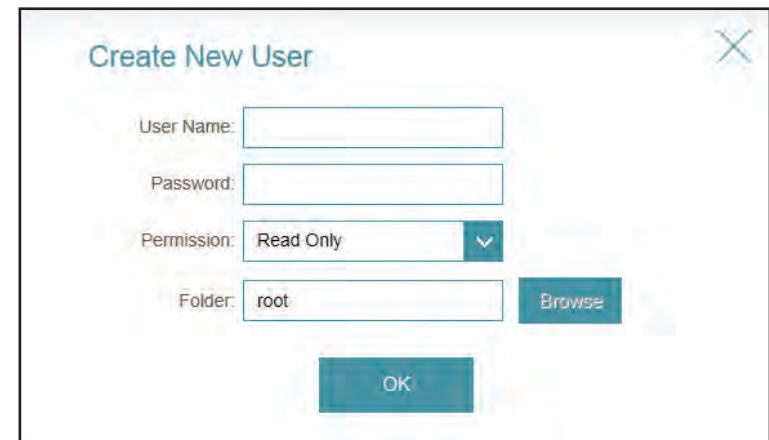 Create New User
User Name:
Password:
Permission: Read Only
Folder: root Browse
OK